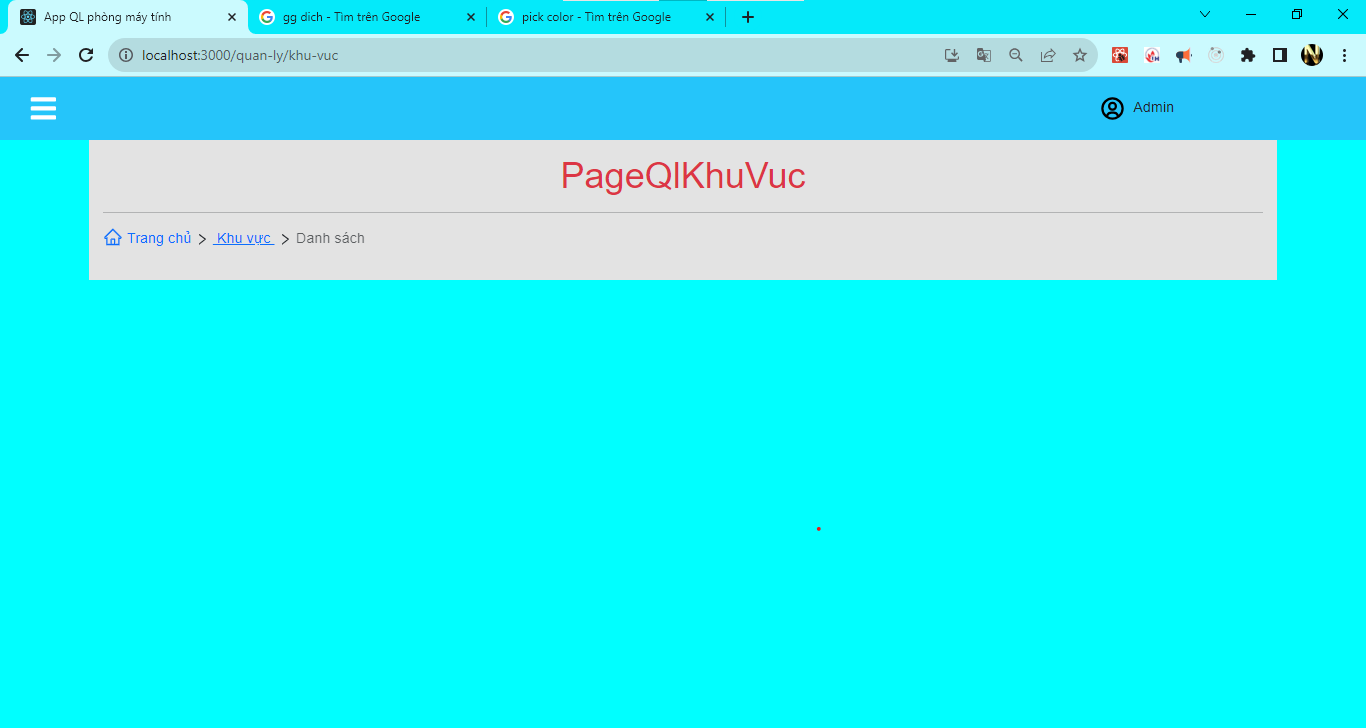 App QL phòng máy tính
gg dich - Tìm trên Google
pick color - Tìm trên Google
localhost:3000/quan-ly/khu-vuc
Admin
PageQlKhuVuc
Trang chủ > Khu vực > Danh sách